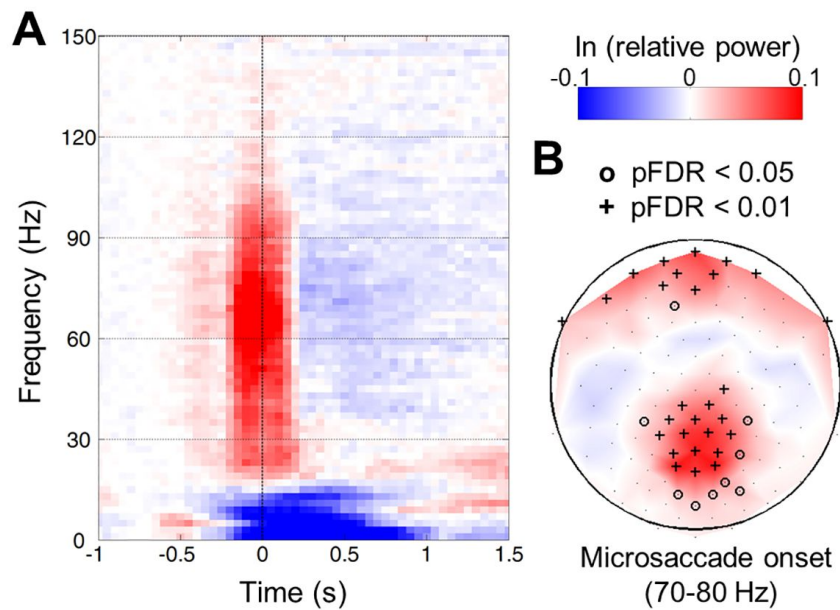 A
150
120
90
60
30
0
Frequency (Hz)
-1
-0.5
0
0.5
1
1.5
Time (s)
ln (relative power)
-0.1
0
0.1
B
o pFDR < 0.05
+ pFDR < 0.01
Microsaccade onset
(70-80 Hz)